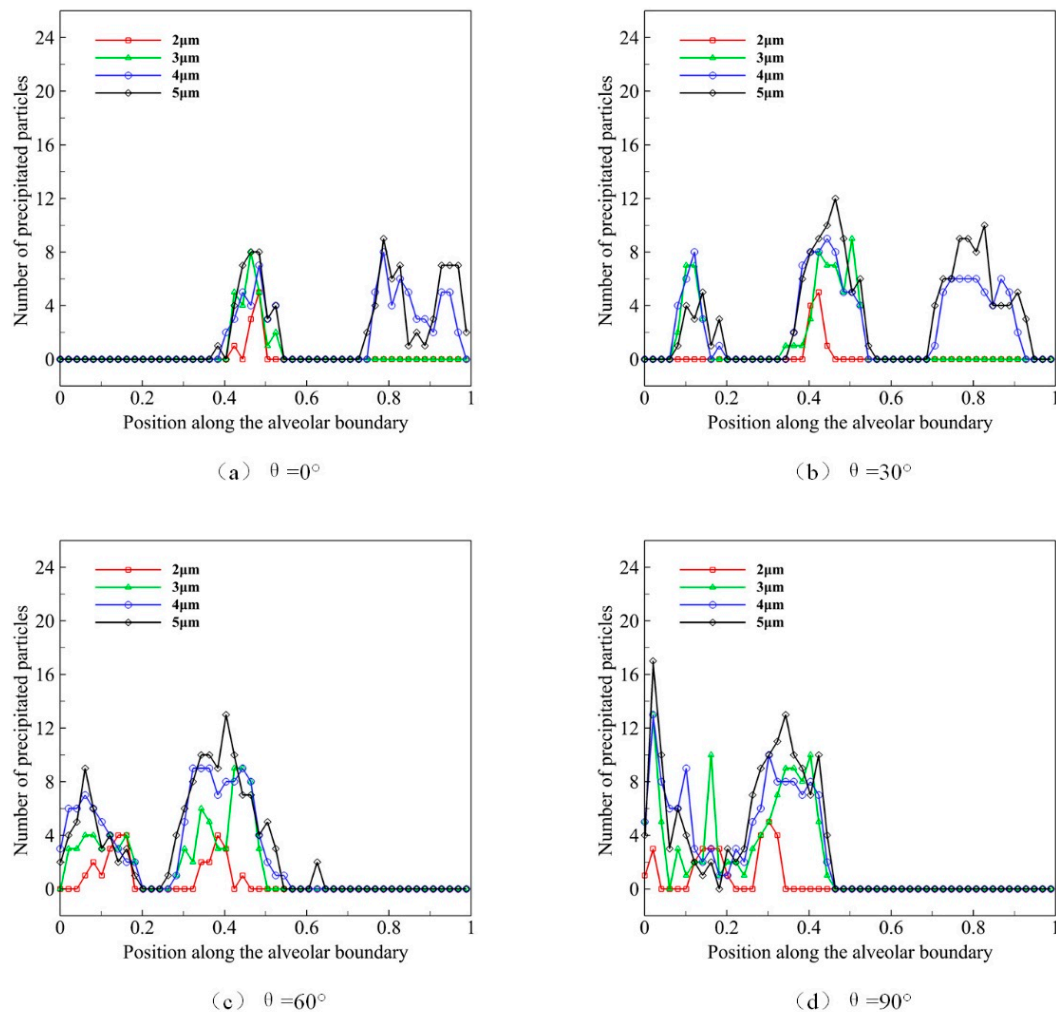 24
20
16
12
8
4
0
Number of precipitated particles
2μm
3μm
4μm
5μm
0 0.2 0.4 0.6 0.8 1
Position along the alveolar boundary
(a) θ =0°
24
20
16
12
8
4
0
Number of precipitated particles
2μm
3μm
4μm
5μm
0 0.2 0.4 0.6 0.8 1
Position along the alveolar boundary
(b) θ =30°
24
20
16
12
8
4
0
Number of precipitated particles
2μm
3μm
4μm
5μm
0 0.2 0.4 0.6 0.8 1
Position along the alveolar boundary
(c) θ =60°
24
20
16
12
8
4
0
Number of precipitated particles
2μm
3μm
4μm
5μm
0 0.2 0.4 0.6 0.8 1
Position along the alveolar boundary
(d) θ =90°